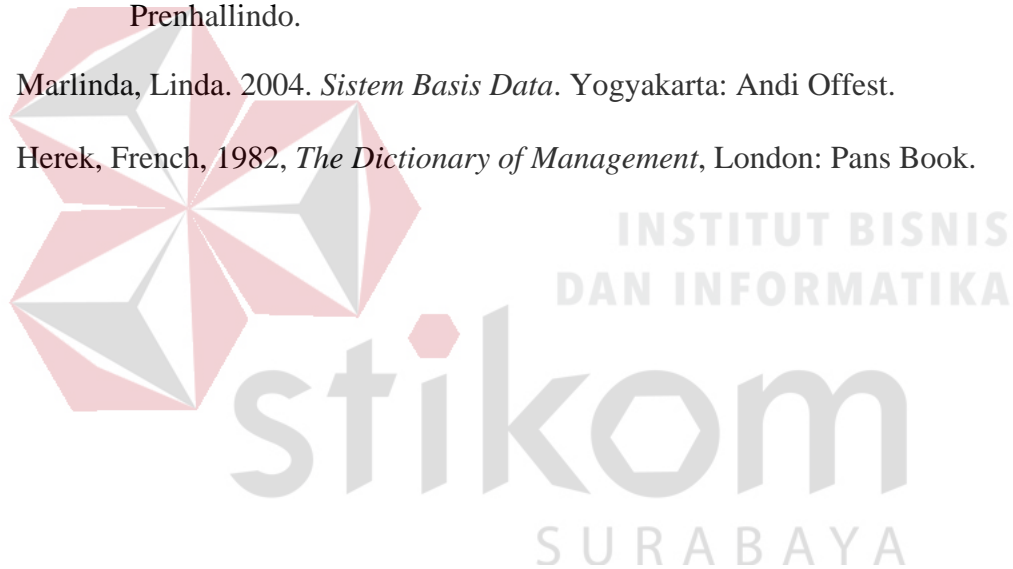 Prenhallindo.
Marlinda, Linda. 2004. Sistem Basis Data. Yogyakarta: Andi Offest.
Herek, French, 1982, The Dictionary of Management, London: Pans Book.
INSTITUT BISNIS
DAN INFORMATIKA
stikom
SURABAYA